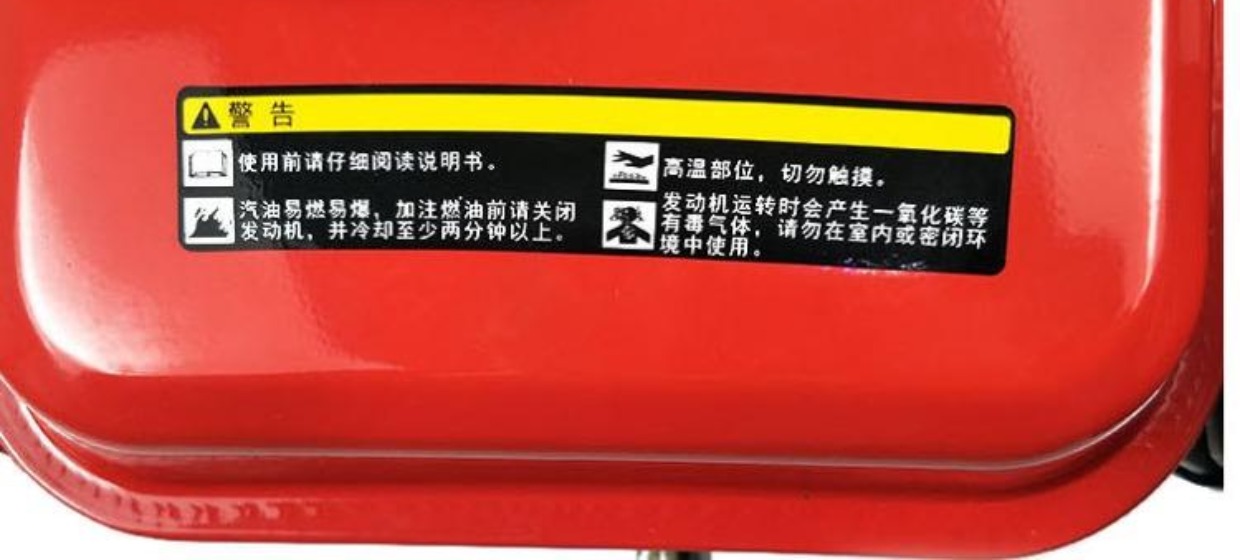 警告
使用前请仔细阅读说明书。
汽油易燃易爆，加注燃油前请关闭
发动机，并冷却至少两分钟以上。
高温部位，切勿触摸。
发动机运转时会产生一氧化碳等
有毒气体，请勿在室内或密闭环
境中使用。